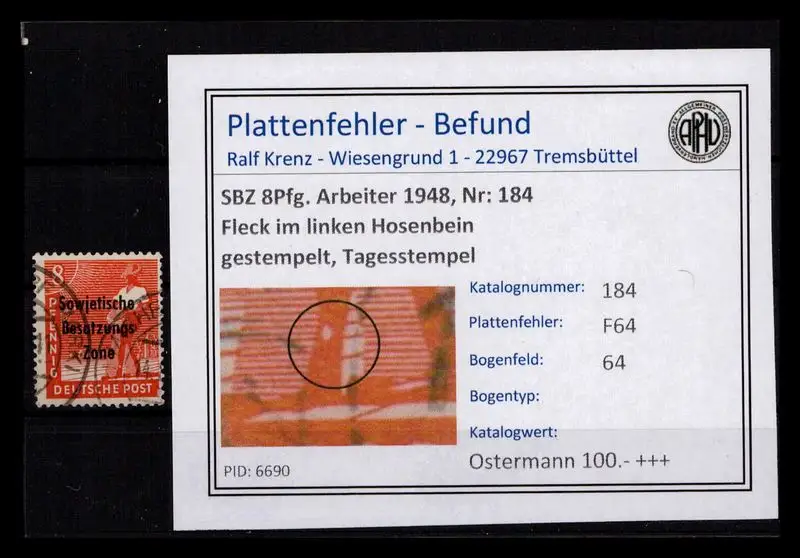 Plattenfehler - Befund
Ralf Krenz - Wiesengrund 1 - 22967 Tremsbüttel
APHV
SBZ 8Pfg. Arbeiter 1948, Nr: 184
Fleck im linken Hosenbein
gestempelt, Tagesstempel
Katalognummer: 184
Plattenfehler: F64
Bogenfeld: 64
Bogentyp:
Katalogwert:
Ostermann 100.- +++
PID: 6690
8
PFENNIG
Sowjetische
Besatzungs
Zone
DEUTSCHE POST